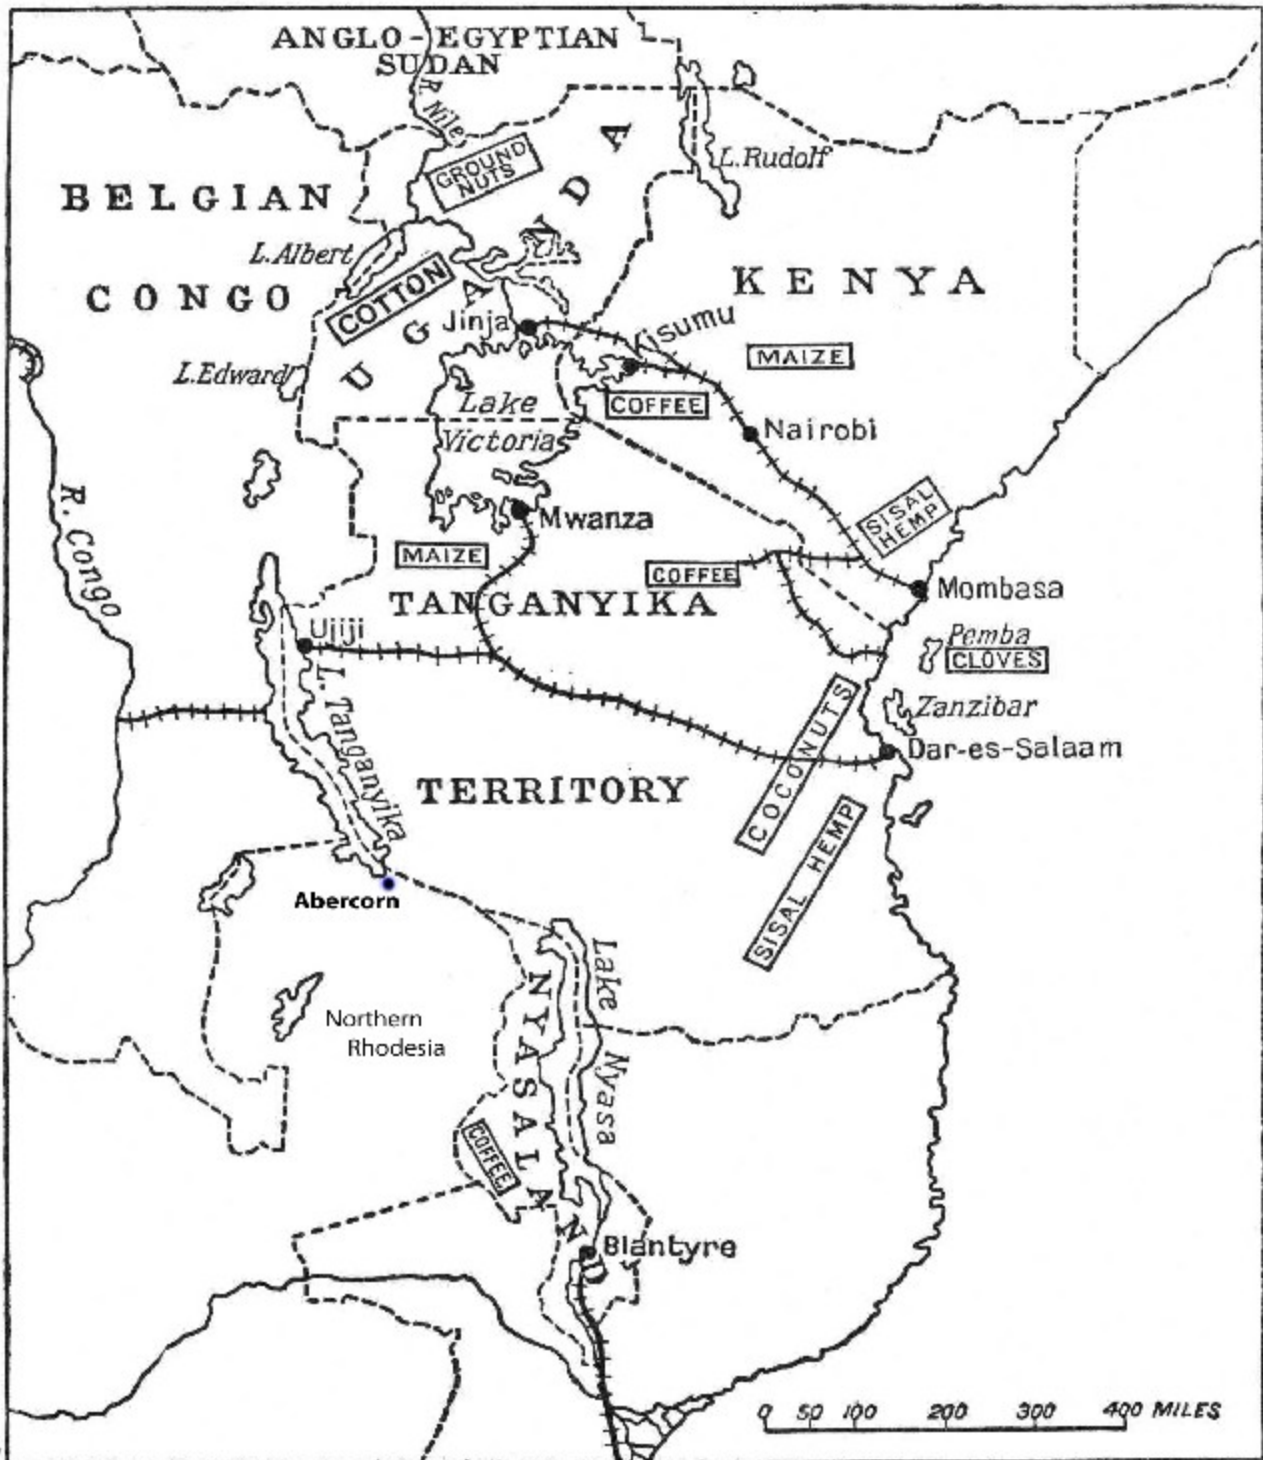 ANGLO-EGYPTIAN
SUDAN
R. Nile
GROUND
NUTS
L. Rudolf
BELGIAN
CONGO
UGANDA
L. Albert
COTTON
KENYA
Jinja
Kisumu
MAIZE
L. Edward
Lake
Victoria
COFFEE
Nairobi
R. Congo
Mwanza
SISAL
HEMP
MAIZE
COFFEE
Mombasa
TANGANYIKA
Ujiji
Pemba
CLOVES
L. Tanganyika
COCONUTS
Zanzibar
Dar-es-Salaam
TERRITORY
SISAL HEMP
Abercorn
Lake Nyasa
NYASALAND
Northern
Rhodesia
COFFEE
Blantyre
0 50 100 200 300 400 MILES